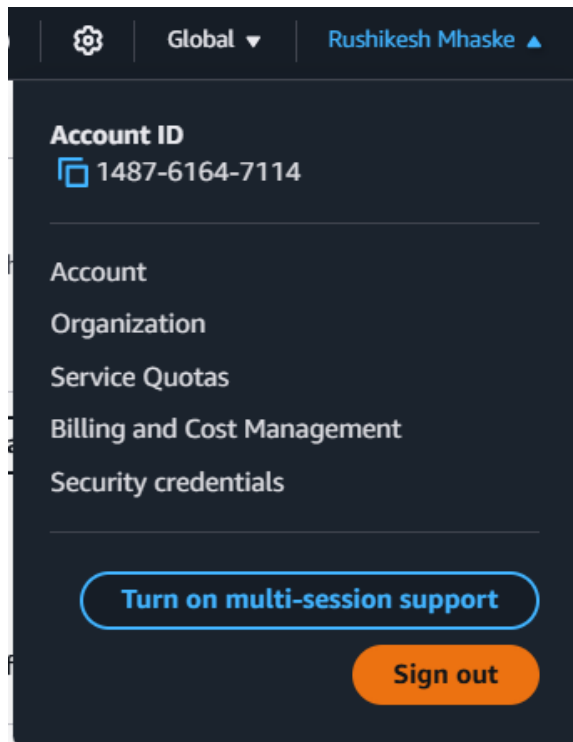 Global Rushikesh Mhaske
Account ID
1487-6164-7114
Account
Organization
Service Quotas
Billing and Cost Management
Security credentials
Turn on multi-session support
Sign out